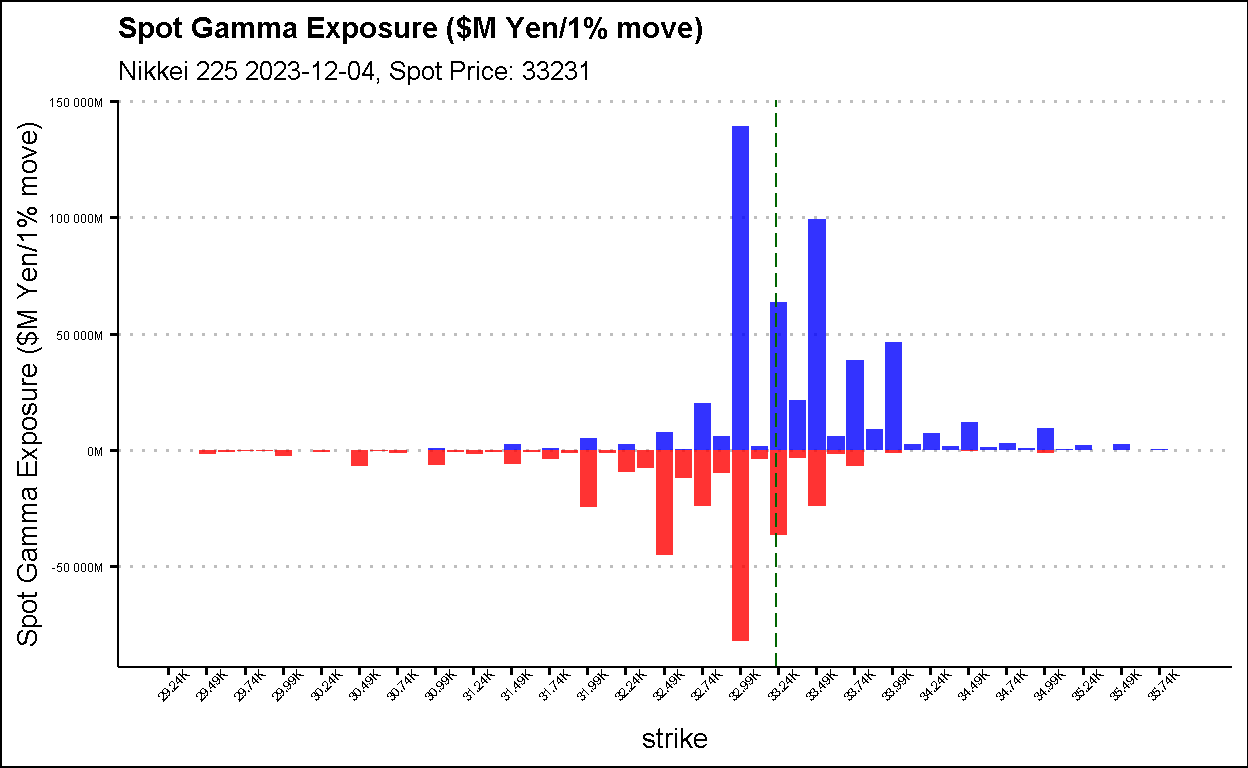 Spot Gamma Exposure ($M Yen/1% move)
Nikkei 225 2023-12-04, Spot Price: 33231
Spot Gamma Exposure ($M Yen/1% move)
150 000M
100 000M
50 000M
0M
-50 000M
29.24K 29.49K 29.74K 29.99K 30.24K 30.49K 30.74K 30.99K 31.24K 31.49K 31.74K 31.99K 32.24K 32.49K 32.74K 32.99K 33.24K 33.49K 33.74K 33.99K 34.24K 34.49K 34.74K 34.99K 35.24K 35.49K 35.74K
strike